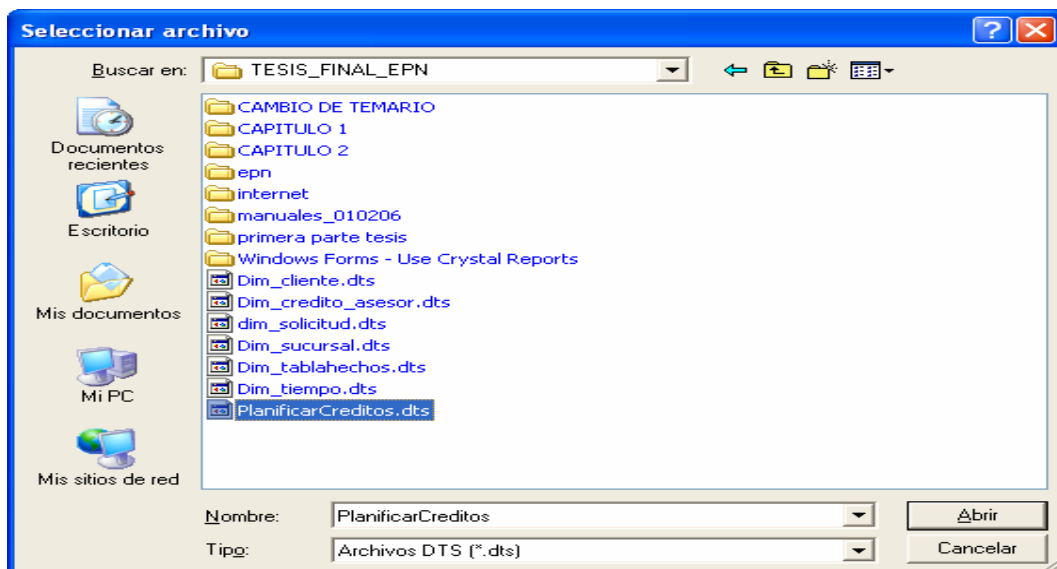 Seleccionar archivo
Buscar en: TESIS_FINAL_EPN
Documentos
recientes
Escritorio
Mis documentos
Mi PC
Mis sitios de red
CAMBIO DE TEMARIO
CAPITULO 1
CAPITULO 2
epn
internet
manuales_010206
primera parte tesis
Windows Forms - Use Crystal Reports
Dim_cliente.dts
Dim_credito_asesor.dts
dim_solicitud.dts
Dim_sucursal.dts
Dim_tablahechos.dts
Dim_tiempo.dts
PlanificarCreditos.dts
Nombre: PlanificarCreditos Abrir
Tipo: Archivos DTS (*.dts) Cancelar